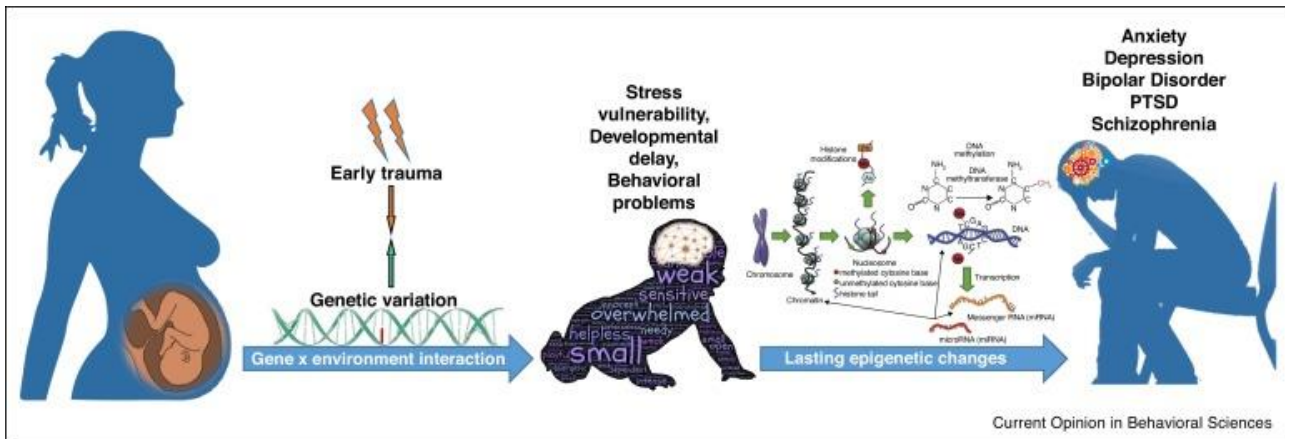 Early trauma
Genetic variation
Gene x environment interaction
Stress
vulnerability,
Developmental
delay,
Behavioral
problems
weak
sensitive
overwhelmed
helpless
needy
small
Chromosome
Chromatin
Histone
modifications
Nucleosome
methylated cytosine base
unmethylated cytosine base
histone tail
DNA
methylation
DNA
methyltransferase
NH₂
N
C
C
O
N
C
NH₂
N
C
C
CH₃
O
N
C
DNA
Transcription
Messenger RNA (mRNA)
microRNA (miRNA)
Lasting epigenetic changes
Anxiety
Depression
Bipolar Disorder
PTSD
Schizophrenia
Current Opinion in Behavioral Sciences